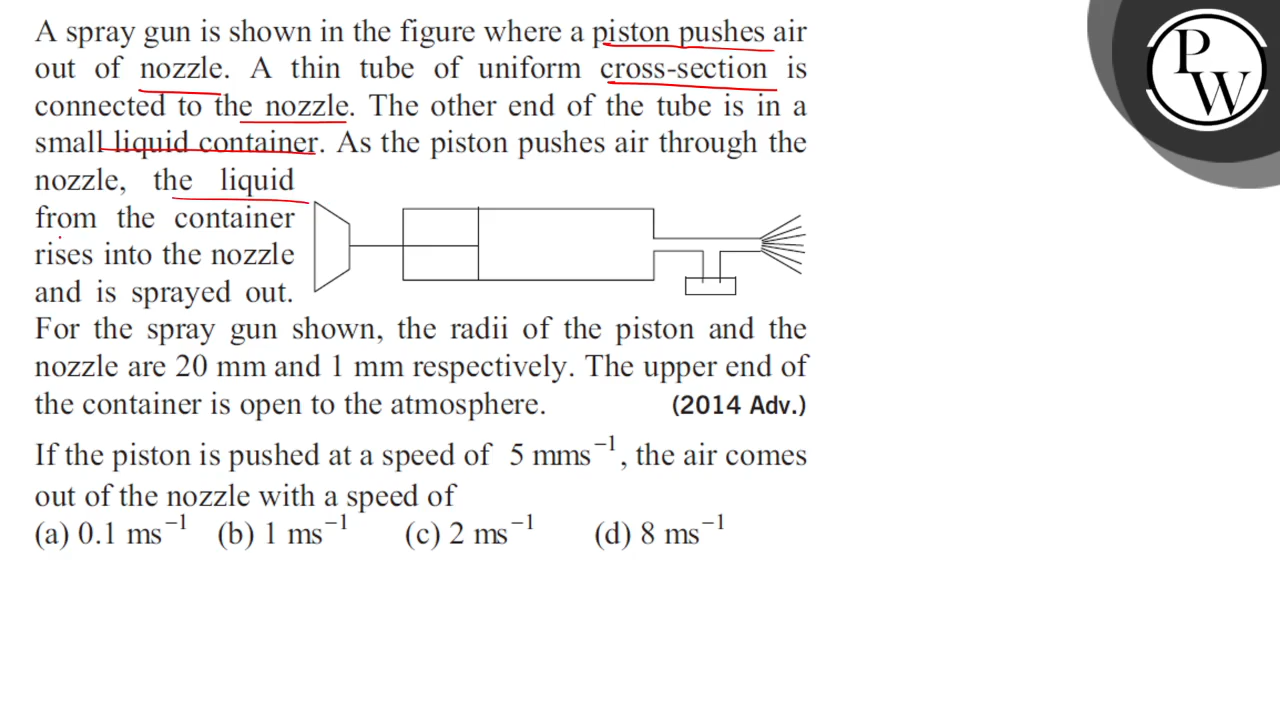 A spray gun is shown in the figure where a piston pushes air
out of nozzle. A thin tube of uniform cross-section is
connected to the nozzle. The other end of the tube is in a
small liquid container. As the piston pushes air through the
nozzle, the liquid
from the container
rises into the nozzle
and is sprayed out.
For the spray gun shown, the radii of the piston and the
nozzle are 20 mm and 1 mm respectively. The upper end of
the container is open to the atmosphere. (2014 Adv.)
If the piston is pushed at a speed of 5 mms⁻¹, the air comes
out of the nozzle with a speed of
(a) 0.1 ms⁻¹ (b) 1 ms⁻¹ (c) 2 ms⁻¹ (d) 8 ms⁻¹
PW